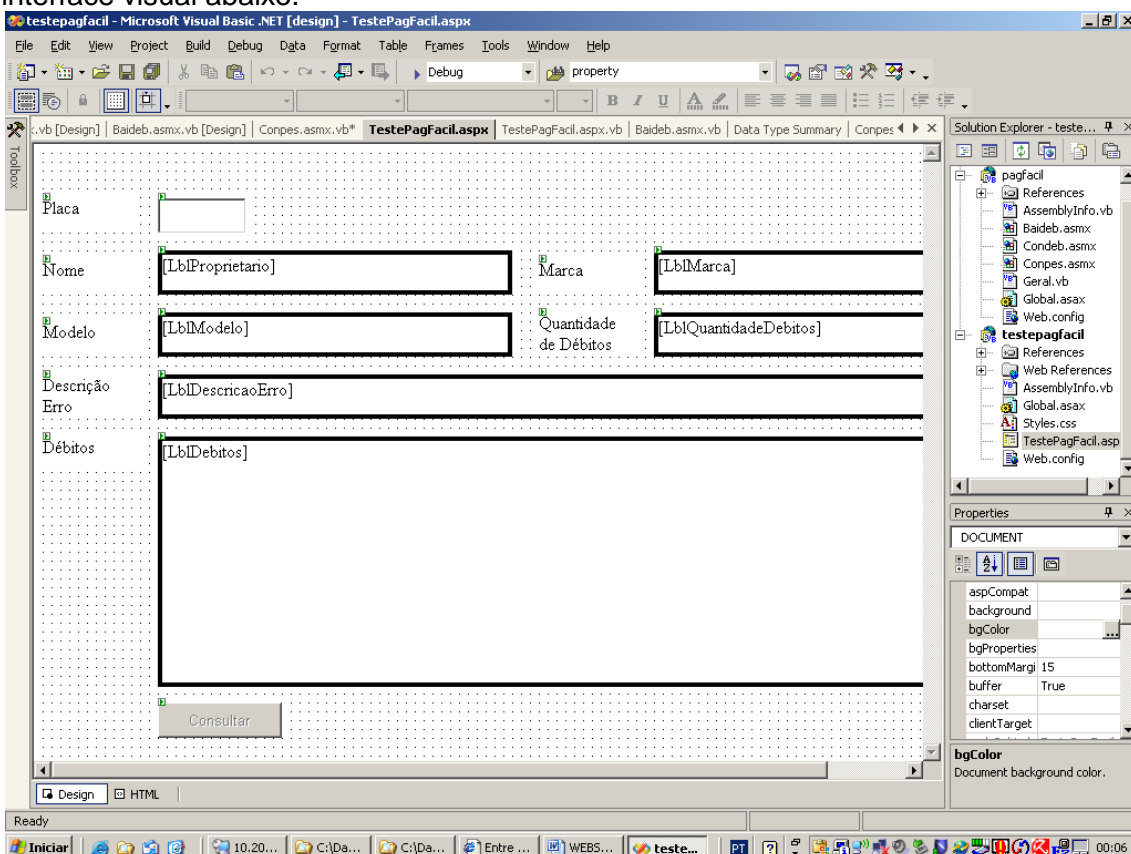 interface visual abaixo.
testepagfacil - Microsoft Visual Basic .NET [design] - TestePagFacil.aspx
File Edit View Project Build Debug Data Format Table Frames Tools Window Help
Debug property
B I U A
:.vb [Design] Baideb.asmx.vb [Design] Conpes.asmx.vb* TestePagFacil.aspx TestePagFacil.aspx.vb Baideb.asmx.vb Data Type Summary Conpes
Toolbox
Placa
Nome [LblProprietario] Marca [LblMarca]
Modelo [LblModelo] Quantidade de Débitos [LblQuantidadeDebitos]
Descrição Erro [LblDescricaoErro]
Débitos [LblDebitos]
Consultar
Design HTML
Solution Explorer - teste...
pagfacil
References
AssemblyInfo.vb
Baideb.asmx
Condeb.asmx
Conpes.asmx
Geral.vb
Global.asax
Web.config
testepagfacil
References
Web References
AssemblyInfo.vb
Global.asax
Styles.css
TestePagFacil.asp
Web.config
Properties
DOCUMENT
aspCompat
background
bgColor ...
bgProperties
bottomMargi 15
buffer True
charset
clientTarget
bgColor
Document background color.
Ready
Iniciar 10.20... C:\Da... C:\Da... Entre ... WEBS... teste... PT 00:06